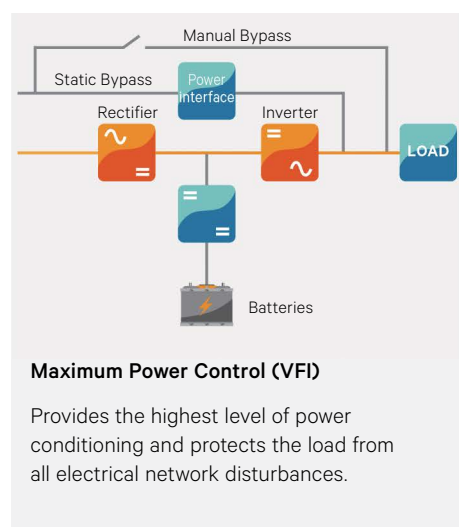 Manual Bypass
Static Bypass
Power
Interface
Rectifier
Inverter
LOAD
Batteries
Maximum Power Control (VFI)
Provides the highest level of power
conditioning and protects the load from
all electrical network disturbances.